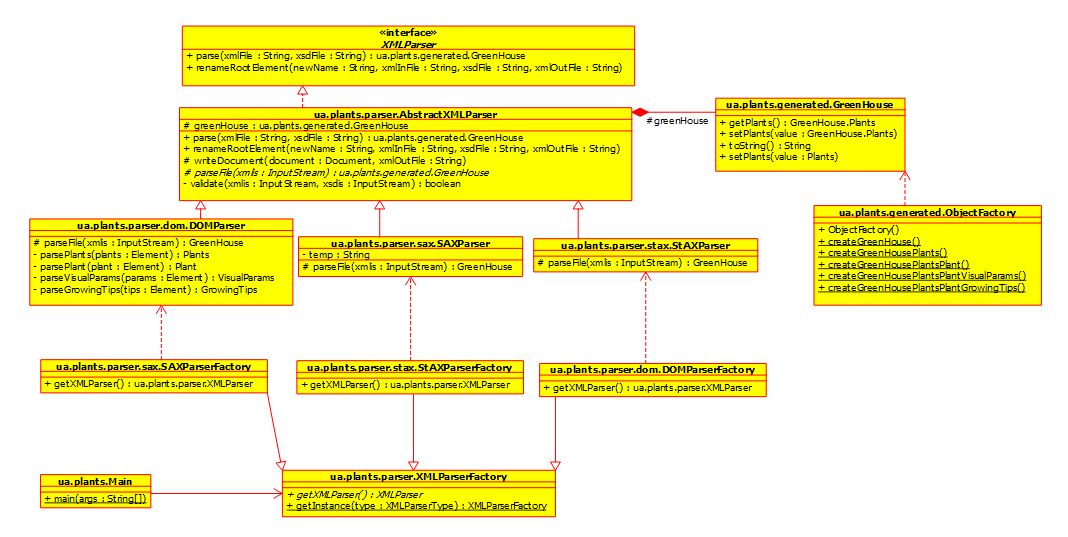 «interface»
XMLParser
+ parse(xmlFile : String, xsdFile : String) : ua.plants.generated.GreenHouse
+ renameRootElement(newName : String, xmlInFile : String, xsdFile : String, xmlOutFile : String)
ua.plants.parser.AbstractXMLParser
# greenHouse : ua.plants.generated.GreenHouse
+ parse(xmlFile : String, xsdFile : String) : ua.plants.generated.GreenHouse
+ renameRootElement(newName : String, xmlInFile : String, xsdFile : String, xmlOutFile : String)
# writeDocument(document : Document, xmlOutFile : String)
# parseFile(xmlis : InputStream) : ua.plants.generated.GreenHouse
- validate(xmlis : InputStream, xsdis : InputStream) : boolean
#greenHouse
ua.plants.generated.GreenHouse
+ getPlants() : GreenHouse.Plants
+ setPlants(value : GreenHouse.Plants)
+ toString() : String
+ setPlants(value : Plants)
ua.plants.parser.dom.DOMParser
# parseFile(xmlis : InputStream) : GreenHouse
- parsePlants(plants : Element) : Plants
- parsePlant(plant : Element) : Plant
- parseVisualParams(params : Element) : VisualParams
- parseGrowingTips(tips : Element) : GrowingTips
ua.plants.parser.sax.SAXParser
- temp : String
# parseFile(xmlis : InputStream) : GreenHouse
ua.plants.parser.stax.StAXParser
# parseFile(xmlis : InputStream) : GreenHouse
ua.plants.generated.ObjectFactory
+ ObjectFactory()
+ createGreenHouse()
+ createGreenHousePlants()
+ createGreenHousePlantsPlant()
+ createGreenHousePlantsPlantVisualParams()
+ createGreenHousePlantsPlantGrowingTips()
ua.plants.parser.sax.SAXParserFactory
+ getXMLParser() : ua.plants.parser.XMLParser
ua.plants.parser.stax.StAXParserFactory
+ getXMLParser() : ua.plants.parser.XMLParser
ua.plants.parser.dom.DOMParserFactory
+ getXMLParser() : ua.plants.parser.XMLParser
ua.plants.Main
+ main(args : String[])
ua.plants.parser.XMLParserFactory
+ getXMLParser() : XMLParser
+ getInstance(type : XMLParserType) : XMLParserFactory